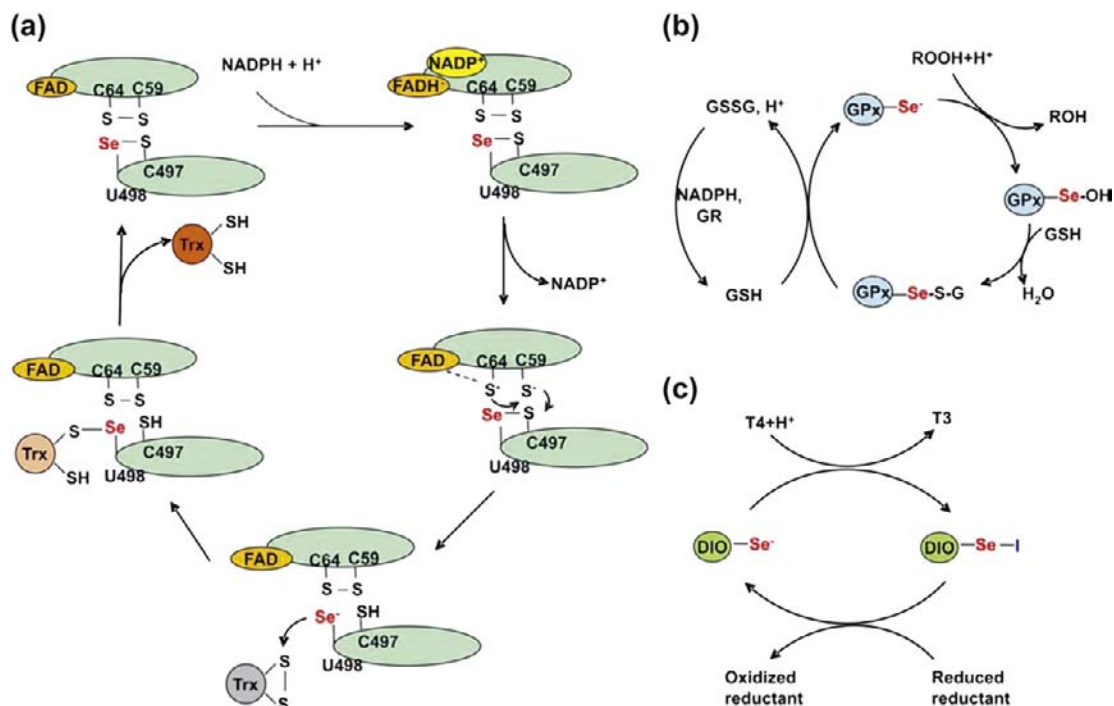 (a)
NADPH + H⁺
FAD
C64 C59
S – S
Se – S
C497
U498
NADP⁺
FADH⁻
C64 C59
S – S
Se – S
C497
U498
NADP⁺
FAD
C64 C59
S⁻ S⁻
Se – S
C497
U498
FAD
C64 C59
S – S
Se⁻ SH
C497
U498
Trx
S
S
FAD
C64 C59
S – S
S – Se SH
Trx
SH
C497
U498
Trx
SH
SH
(b)
ROOH+H⁺
GPx–Se⁻
ROH
GPx–Se-OH
GSH
H₂O
GPx–Se-S-G
GSSG, H⁺
NADPH,
GR
GSH
(c)
T4+H⁺
T3
DIO–Se⁻
DIO–Se–I
Oxidized
reductant
Reduced
reductant